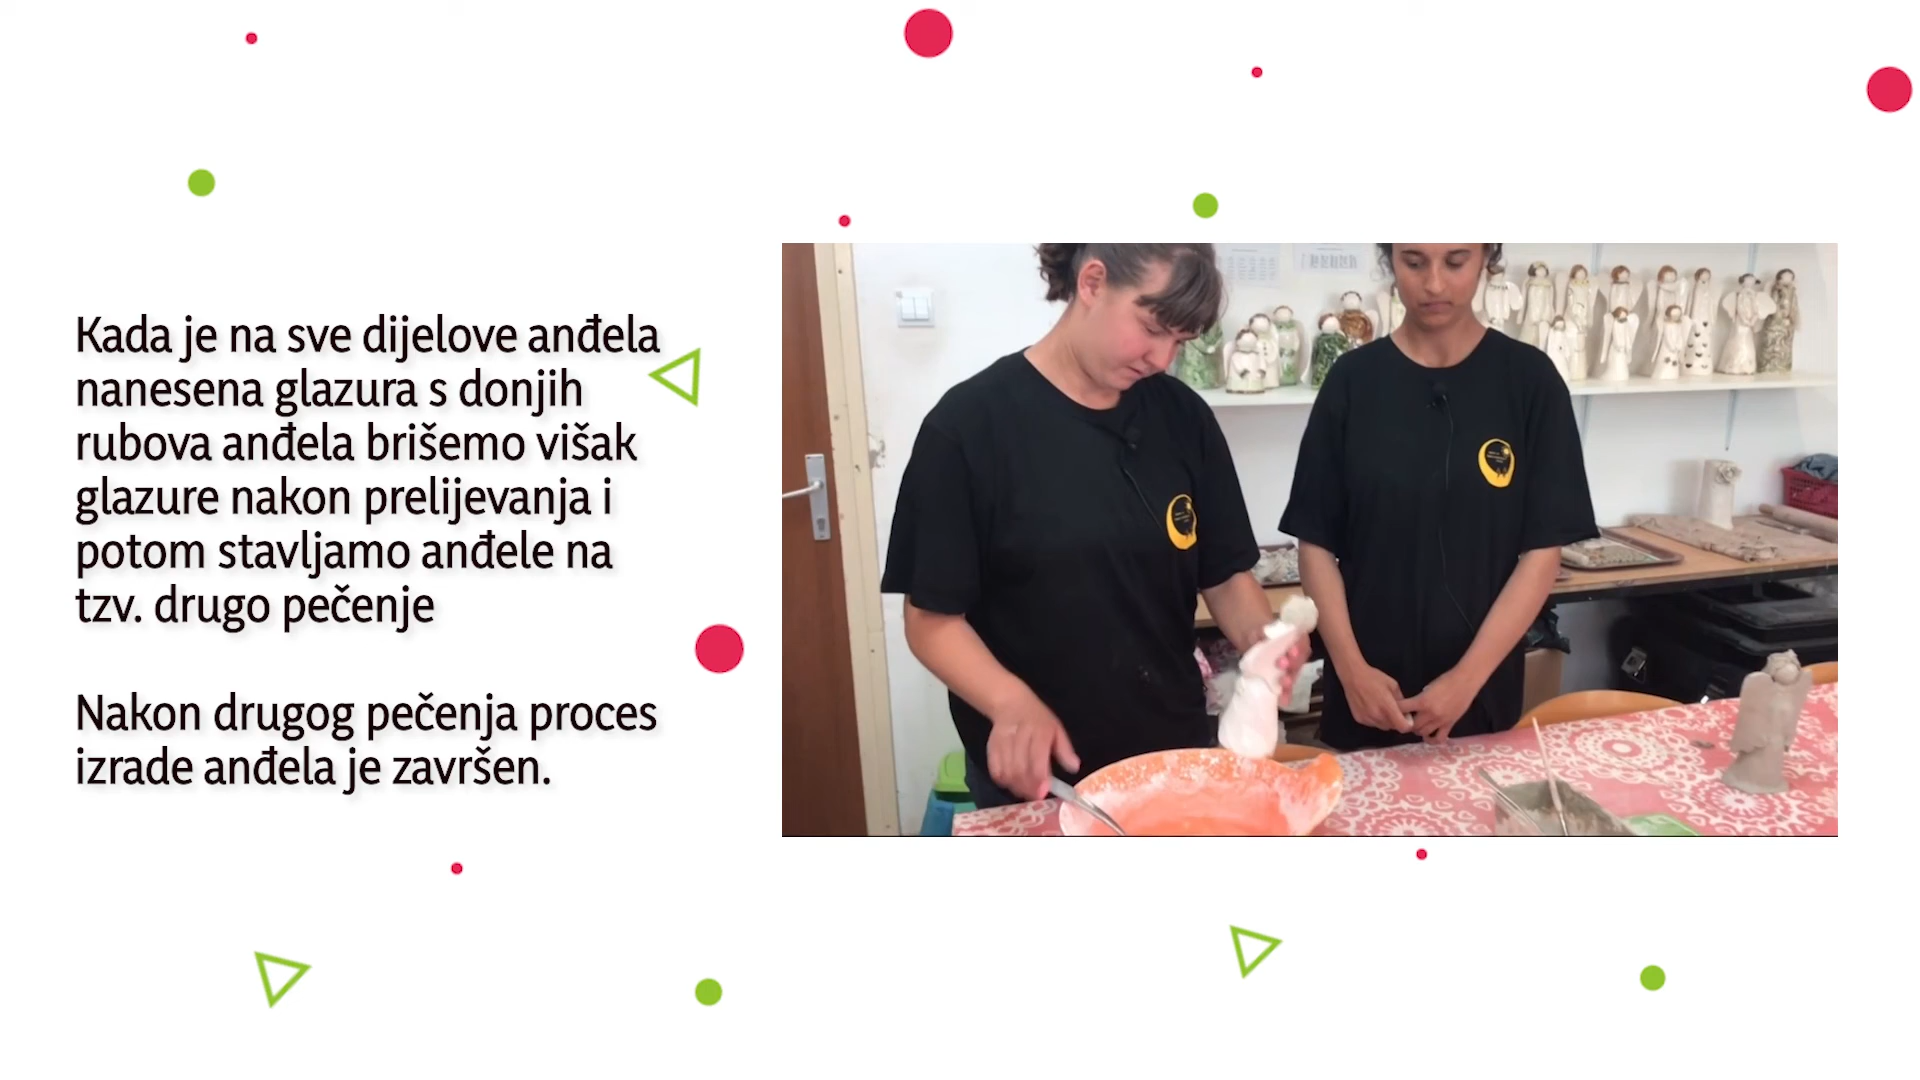 Kada je na sve dijelove anđela
nanesena glazura s donjih
rubova anđela brišemo višak
glazure nakon prelijevanja i
potom stavljamo anđele na
tzv. drugo pečenje
Nakon drugog pečenja proces
izrade anđela je završen.